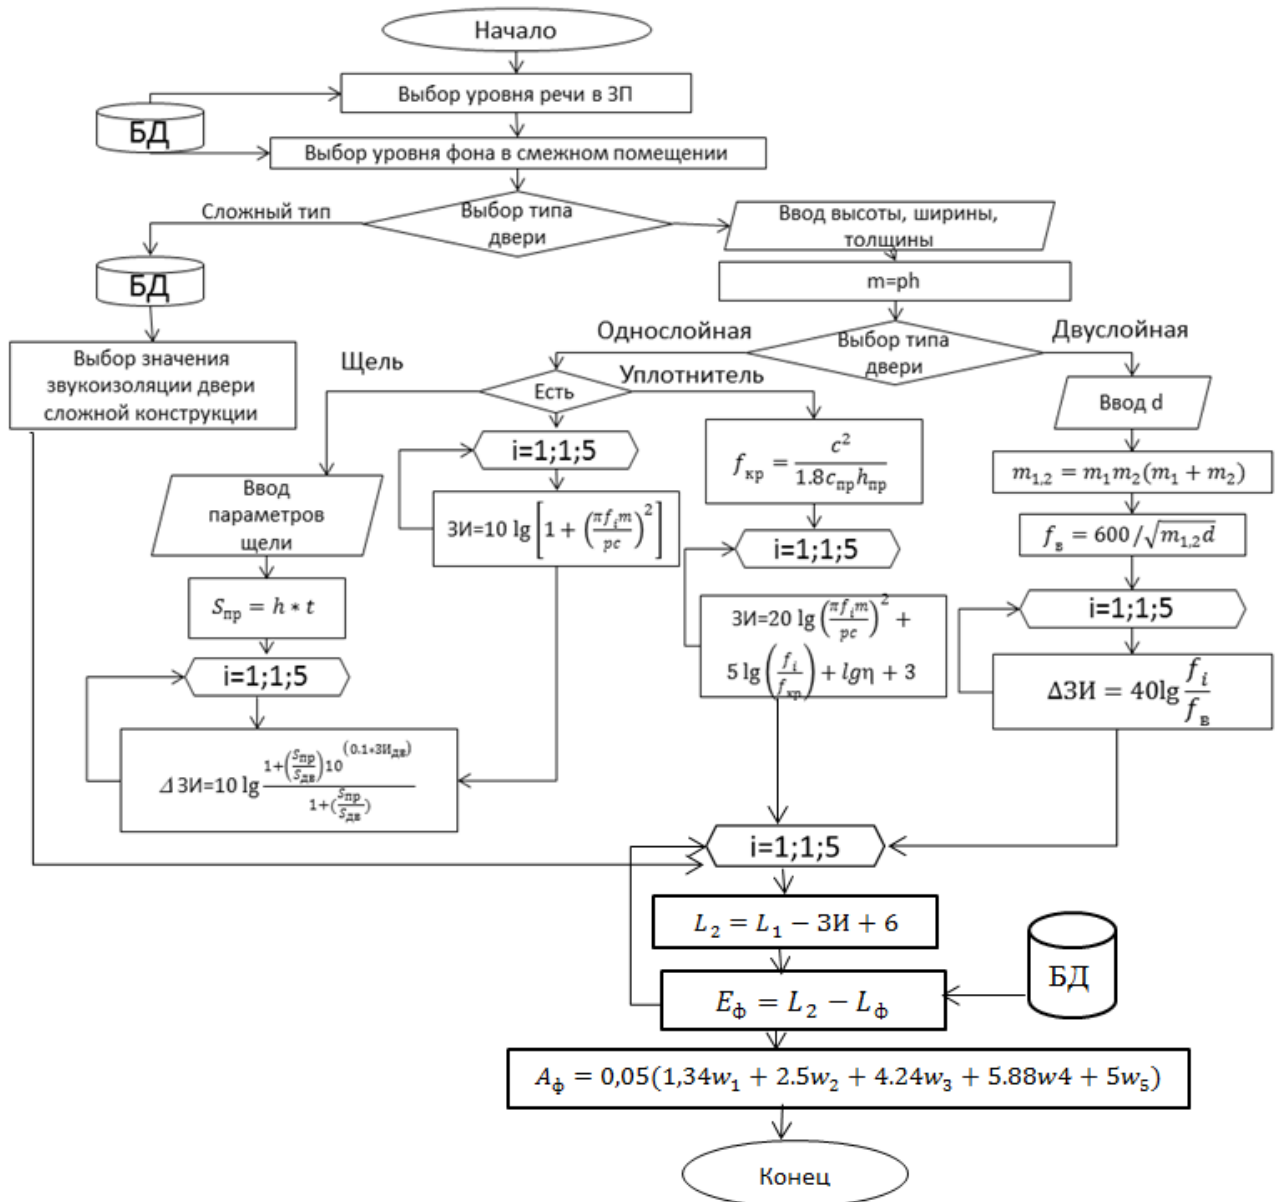 Начало
Выбор уровня речи в ЗП
БД
Выбор уровня фона в смежном помещении
Сложный тип
Выбор типа
двери
Ввод высоты, ширины,
толщины
БД
m=ph
Выбор значения
звукоизоляции двери
сложной конструкции
Однослойная
Выбор типа
двери
Двуслойная
Щель
Есть
Уплотнитель
Ввод d
i=1;1;5
f_кр = c^2 / (1.8c_пр h_пр)
m_1,2 = m_1m_2(m_1 + m_2)
Ввод
параметров
щели
ЗИ=10 lg [1 + (πf_i m / pc)^2]
f_в = 600/√(m_1,2 d)
i=1;1;5
S_пр = h * t
ЗИ=20 lg (πf_i m / pc)^2 +
5 lg (f_i / f_кр) + lgη + 3
i=1;1;5
i=1;1;5
ΔЗИ = 40lg f_i / f_в
Δ ЗИ=10 lg (1+(S_пр/S_дв)10^(0.1*ЗИ_дв)) / (1+(S_пр/S_дв))
i=1;1;5
L_2 = L_1 − ЗИ + 6
БД
E_ф = L_2 − L_ф
A_ф = 0,05(1,34w_1 + 2.5w_2 + 4.24w_3 + 5.88w4 + 5w_5)
Конец